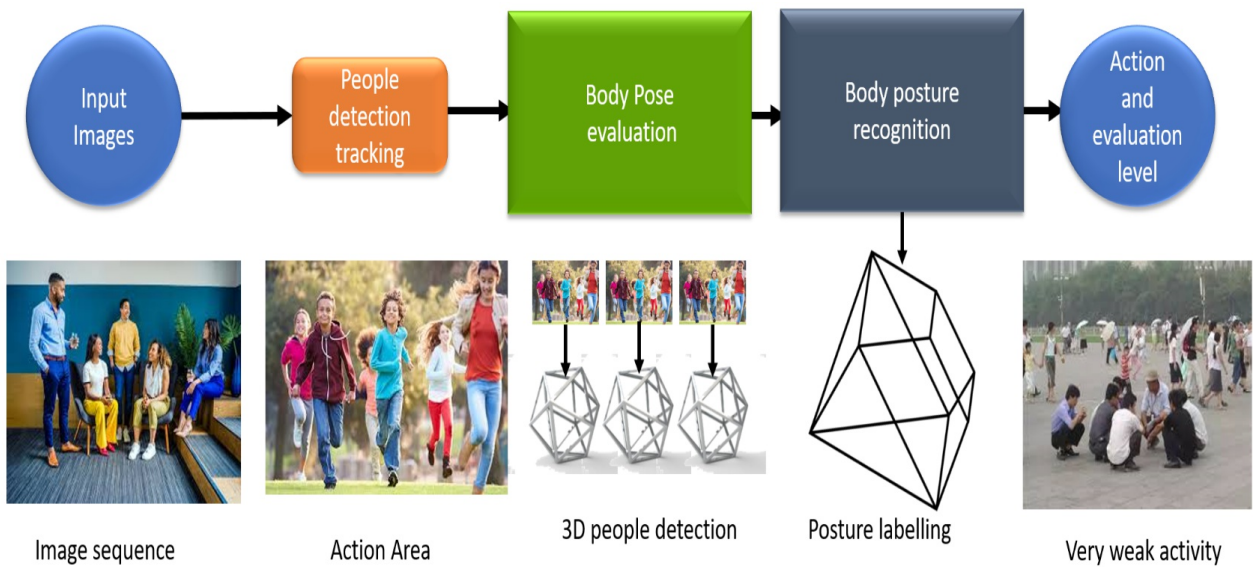 Input
Images
People
detection
tracking
Body Pose
evaluation
Body posture
recognition
Action
and
evaluation
level
Image sequence
Action Area
3D people detection
Posture labelling
Very weak activity